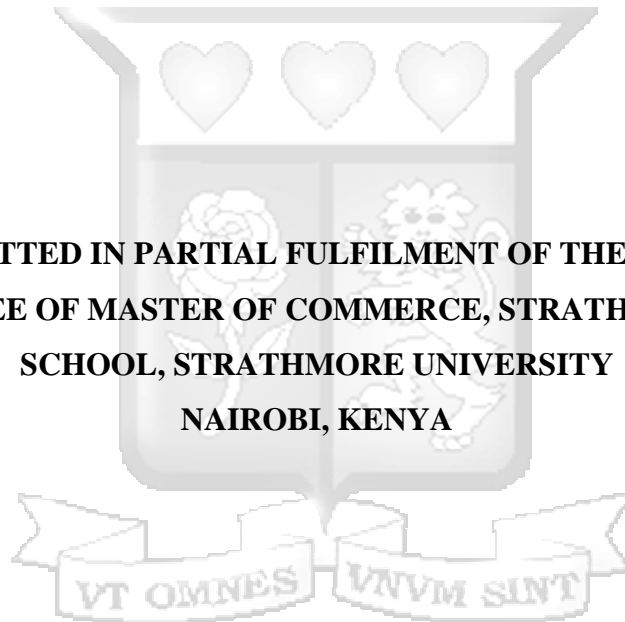 TTED IN PARTIAL FULFILMENT OF THE
EE OF MASTER OF COMMERCE, STRATH
SCHOOL, STRATHMORE UNIVERSITY
NAIROBI, KENYA
VT OMNES VNVM SINT